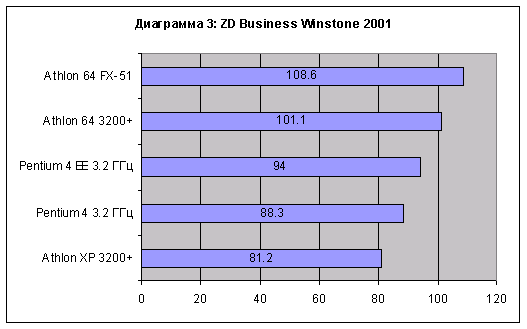 Диаграмма 3: ZD Business Winstone 2001
Athlon 64 FX-51
108.6
Athlon 64 3200+
101.1
Pentium 4 EE 3.2 ГГц
94
Pentium 4 3.2 ГГц
88.3
Athlon XP 3200+
81.2
0 20 40 60 80 100 120